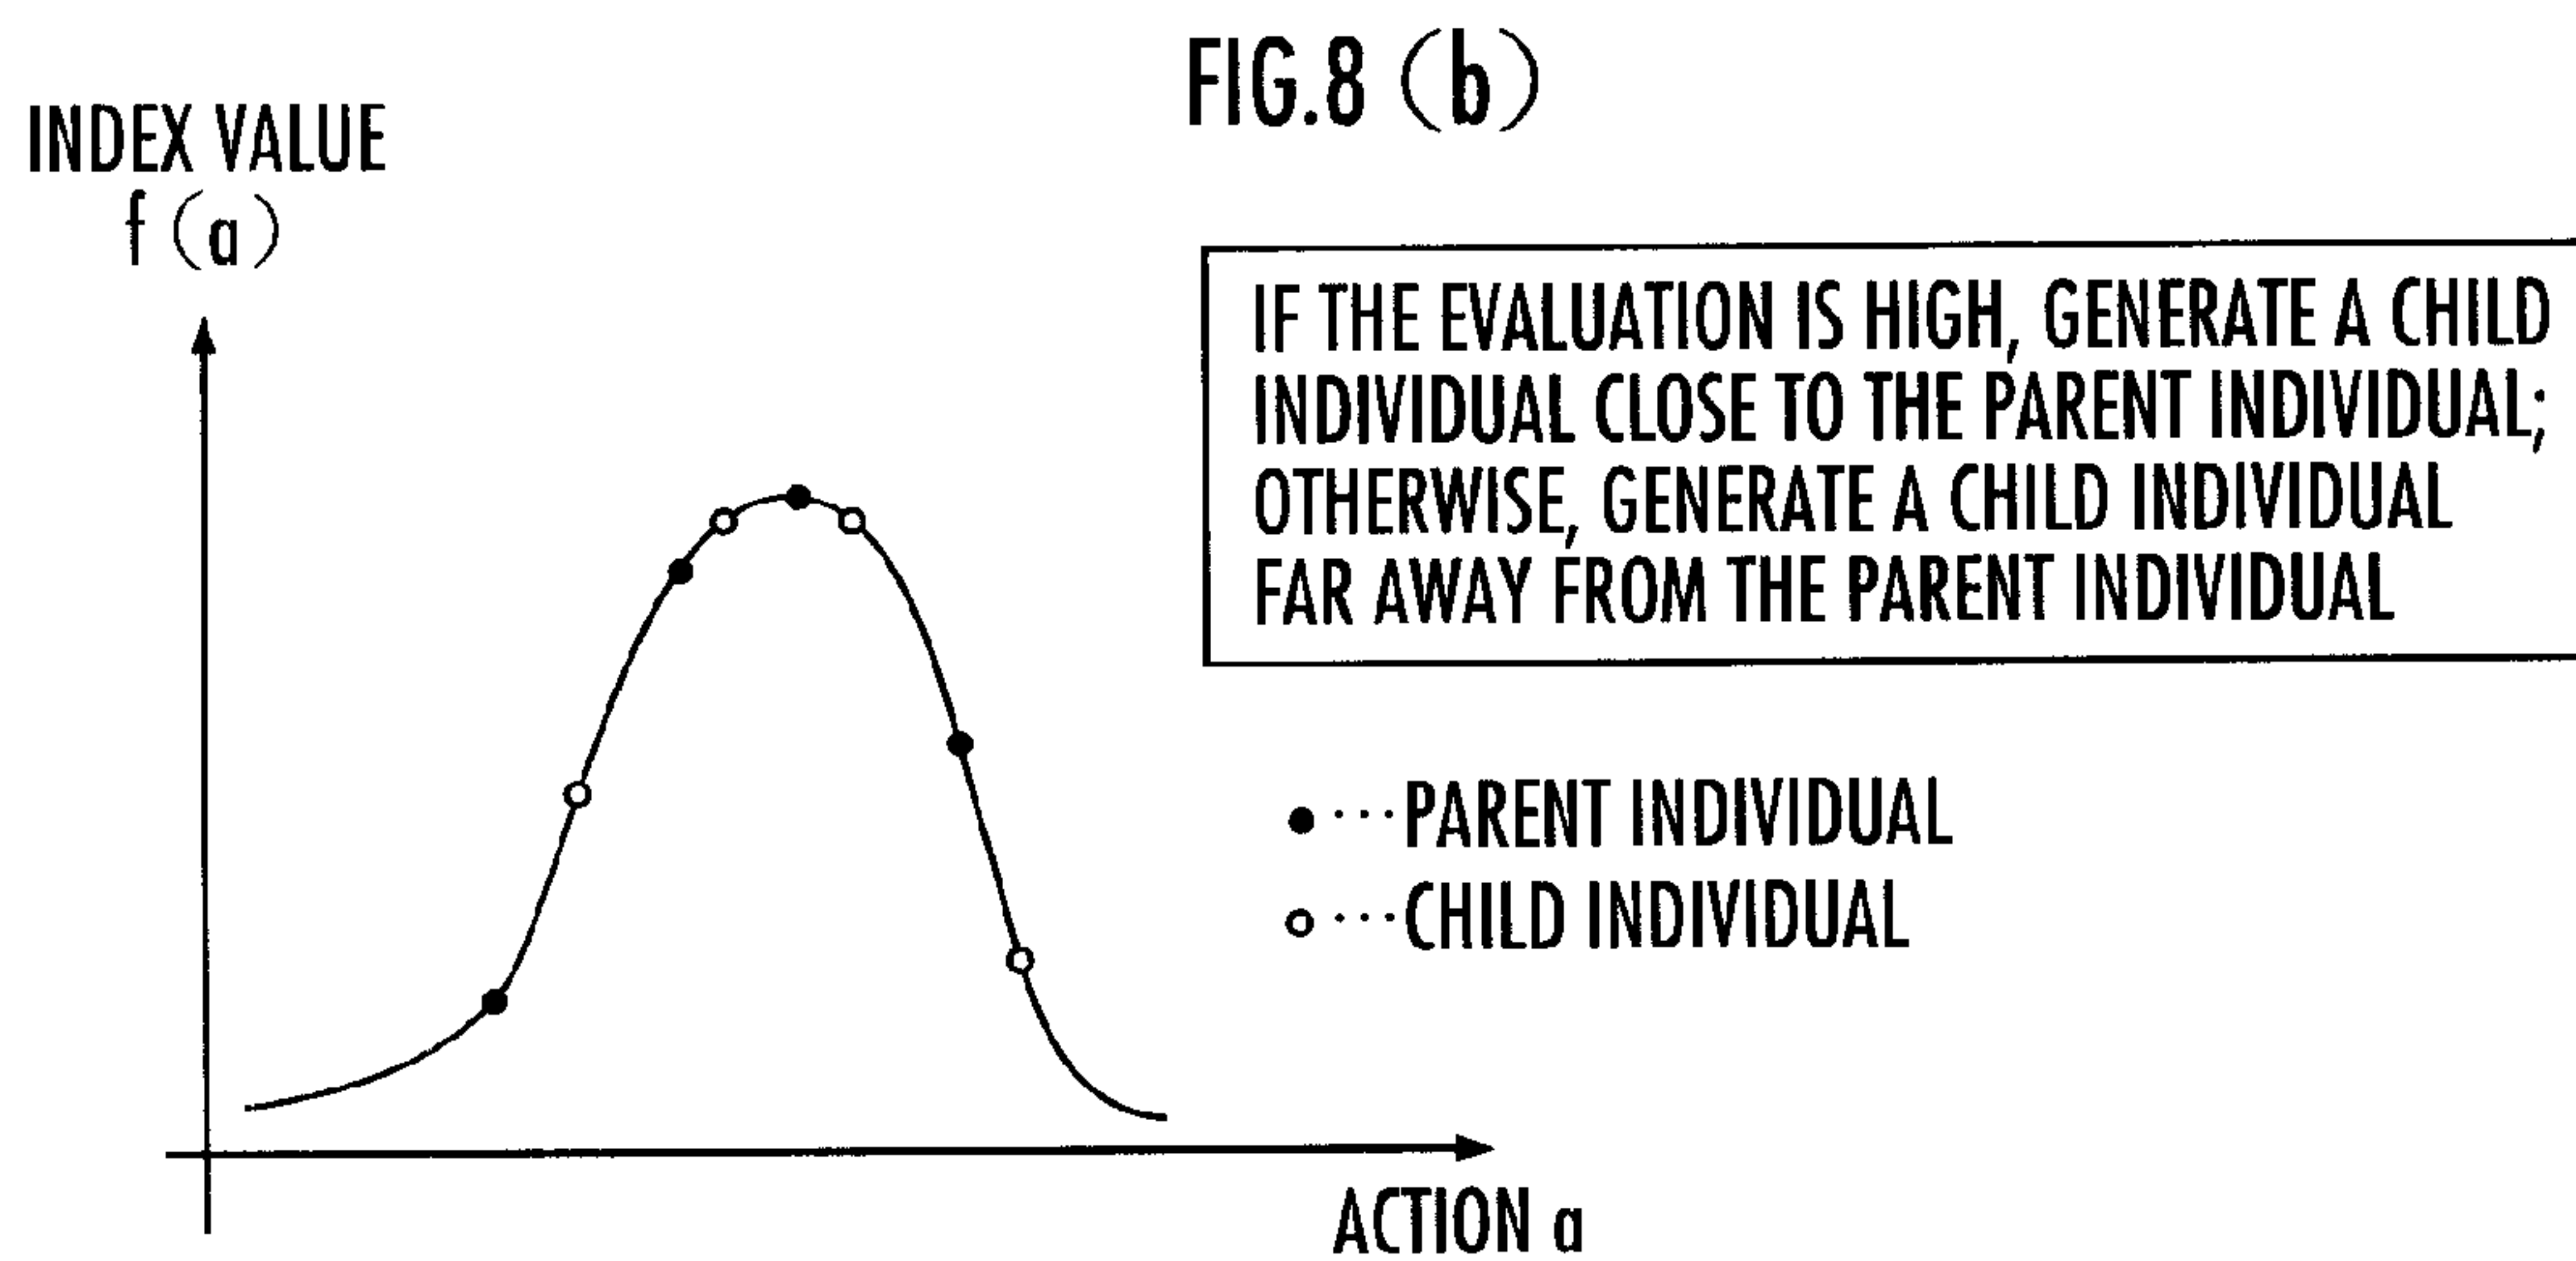 FIG.8 (b)
INDEX VALUE
f (a)
IF THE EVALUATION IS HIGH, GENERATE A CHILD
INDIVIDUAL CLOSE TO THE PARENT INDIVIDUAL;
OTHERWISE, GENERATE A CHILD INDIVIDUAL
FAR AWAY FROM THE PARENT INDIVIDUAL
● ··· PARENT INDIVIDUAL
○ ··· CHILD INDIVIDUAL
ACTION a